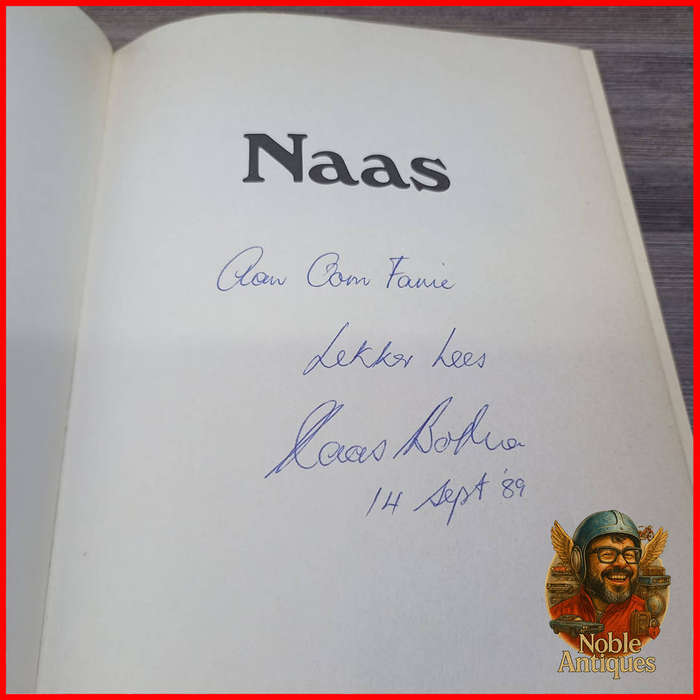 Naas
Aan Oom Fanie
Lekker Lees
Naas Botha
14 Sept '89
Noble
Antiques